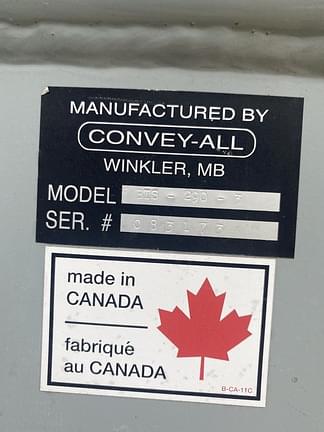 MANUFACTURED BY
CONVEY-ALL
WINKLER, MB
MODEL
SER. #
made in
CANADA
fabriqué
au CANADA
B-CA-11C